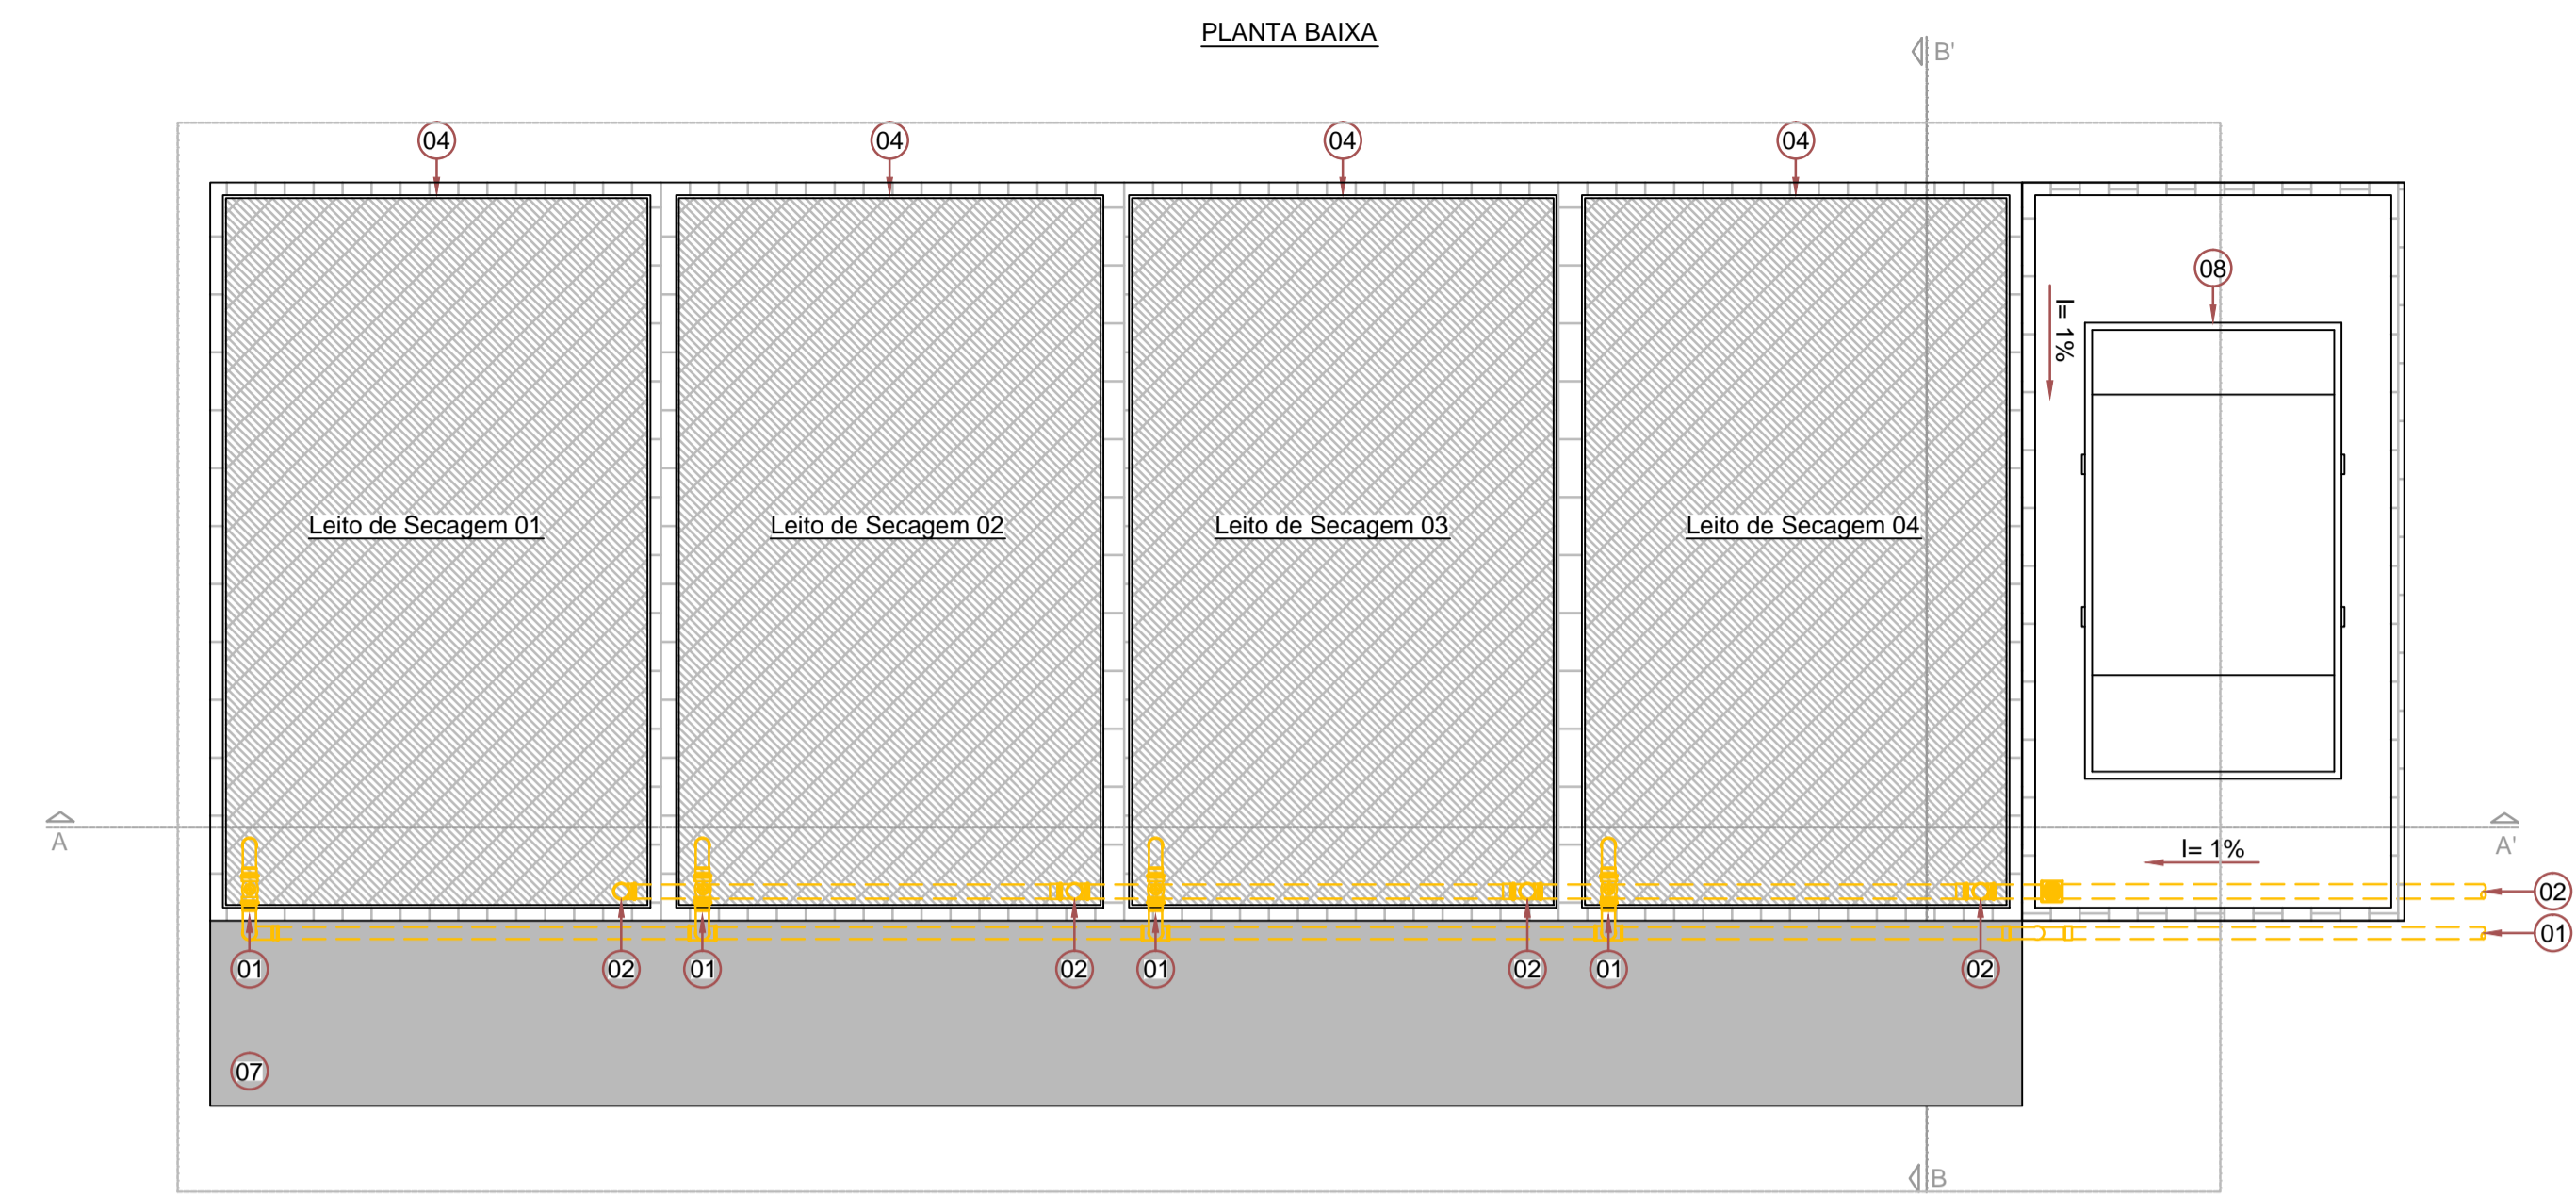 PLANTA BAIXA
B'
04
04
04
04
08
I= 1%
Leito de Secagem 01
Leito de Secagem 02
Leito de Secagem 03
Leito de Secagem 04
A
A'
I= 1%
02
01
01
02
01
02
01
02
01
02
07
B